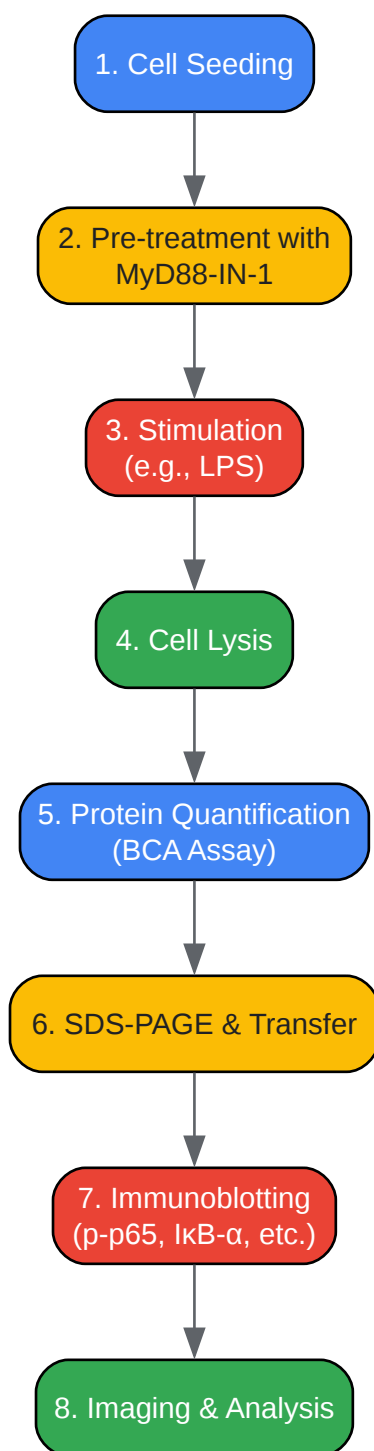 1. Cell Seeding
2. Pre-treatment with
MyD88-IN-1
3. Stimulation
(e.g., LPS)
4. Cell Lysis
5. Protein Quantification
(BCA Assay)
6. SDS-PAGE & Transfer
7. Immunoblotting
(p-p65, IκB-α, etc.)
8. Imaging & Analysis